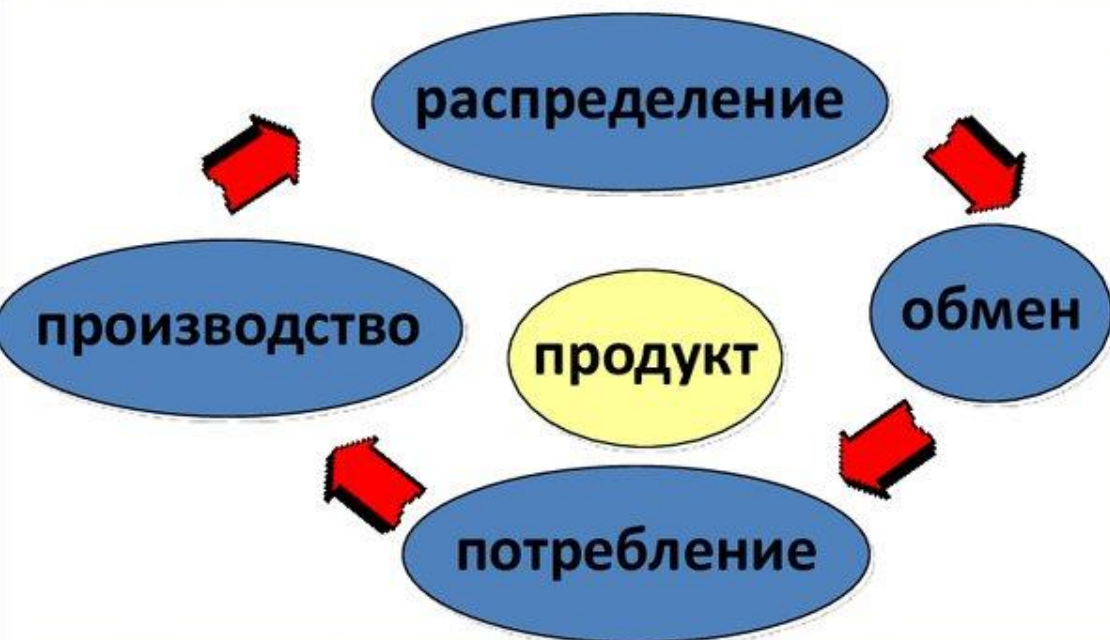 распределение
производство
обмен
продукт
потребление